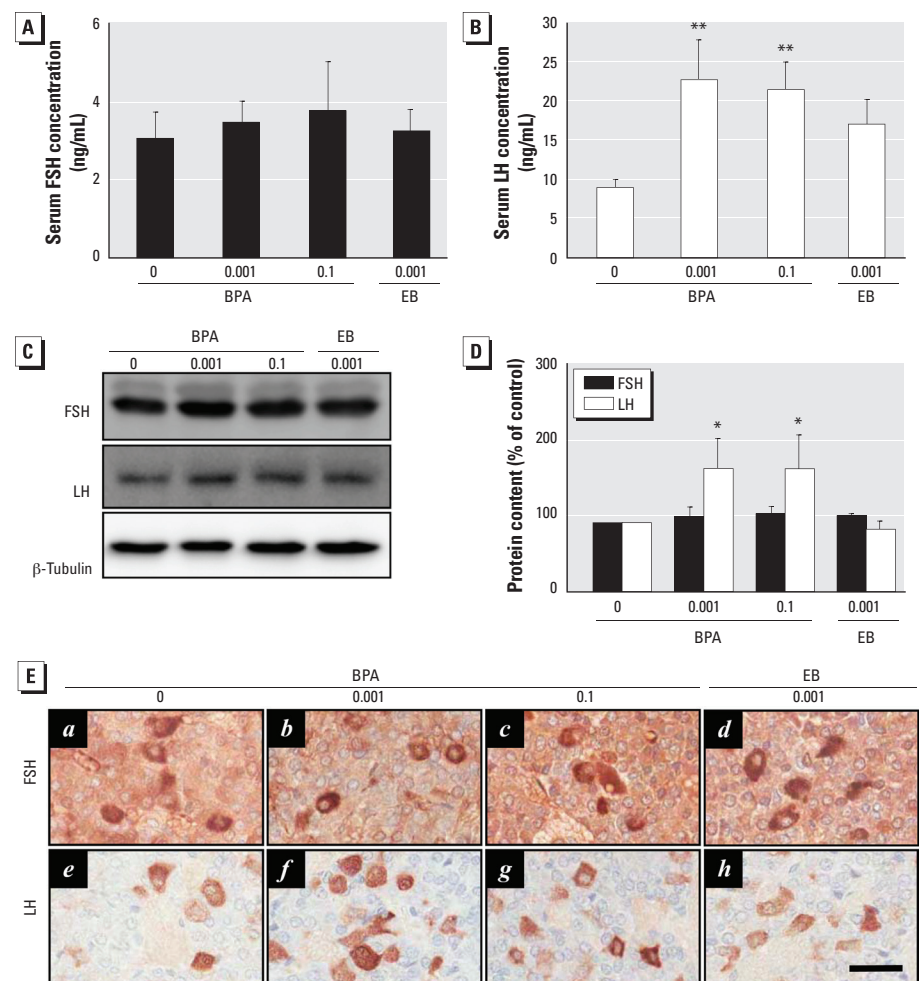 A
Serum FSH concentration
(ng/mL)
6
4
2
0
0 0.001 0.1 0.001
BPA EB
B
Serum LH concentration
(ng/mL)
30
25
20
15
10
5
0
** **
0 0.001 0.1 0.001
BPA EB
C
BPA EB
0 0.001 0.1 0.001
FSH
LH
β-Tubulin
D
Protein content (% of control)
300
200
100
0
FSH
LH
* *
0 0.001 0.1 0.001
BPA EB
E
BPA EB
0 0.001 0.1 0.001
FSH
a b c d
LH
e f g h